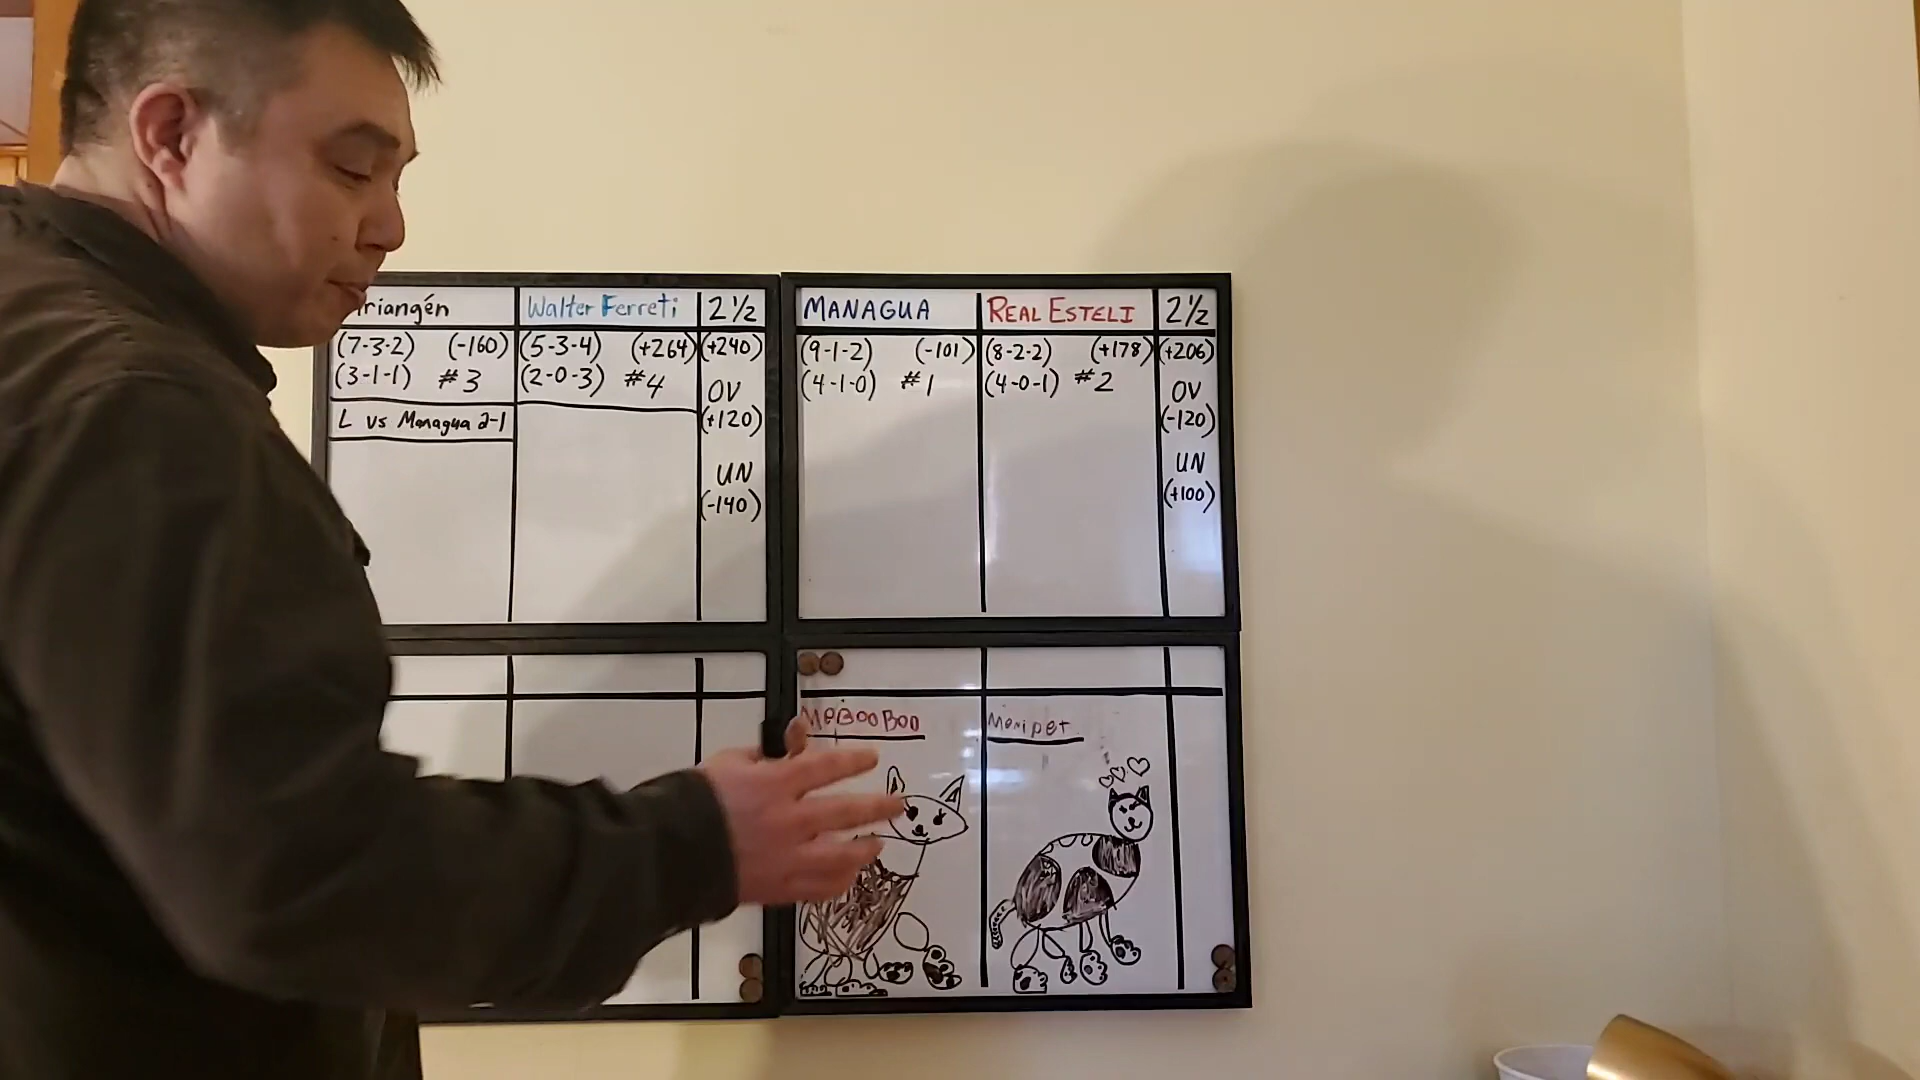 riangén Walter Ferreti 2½
(7-3-2) (-160) (5-3-4) (+264) (+240)
(3-1-1) #3 (2-0-3) #4 OV
L vs Managua 2-1 (+120)
UN
(-140)
MANAGUA REAL ESTELI 2½
(9-1-2) (-101) (8-2-2) (+178) (+206)
(4-1-0) #1 (4-0-1) #2 OV
(-120)
UN
(+100)
MeBooBoo Moxipet